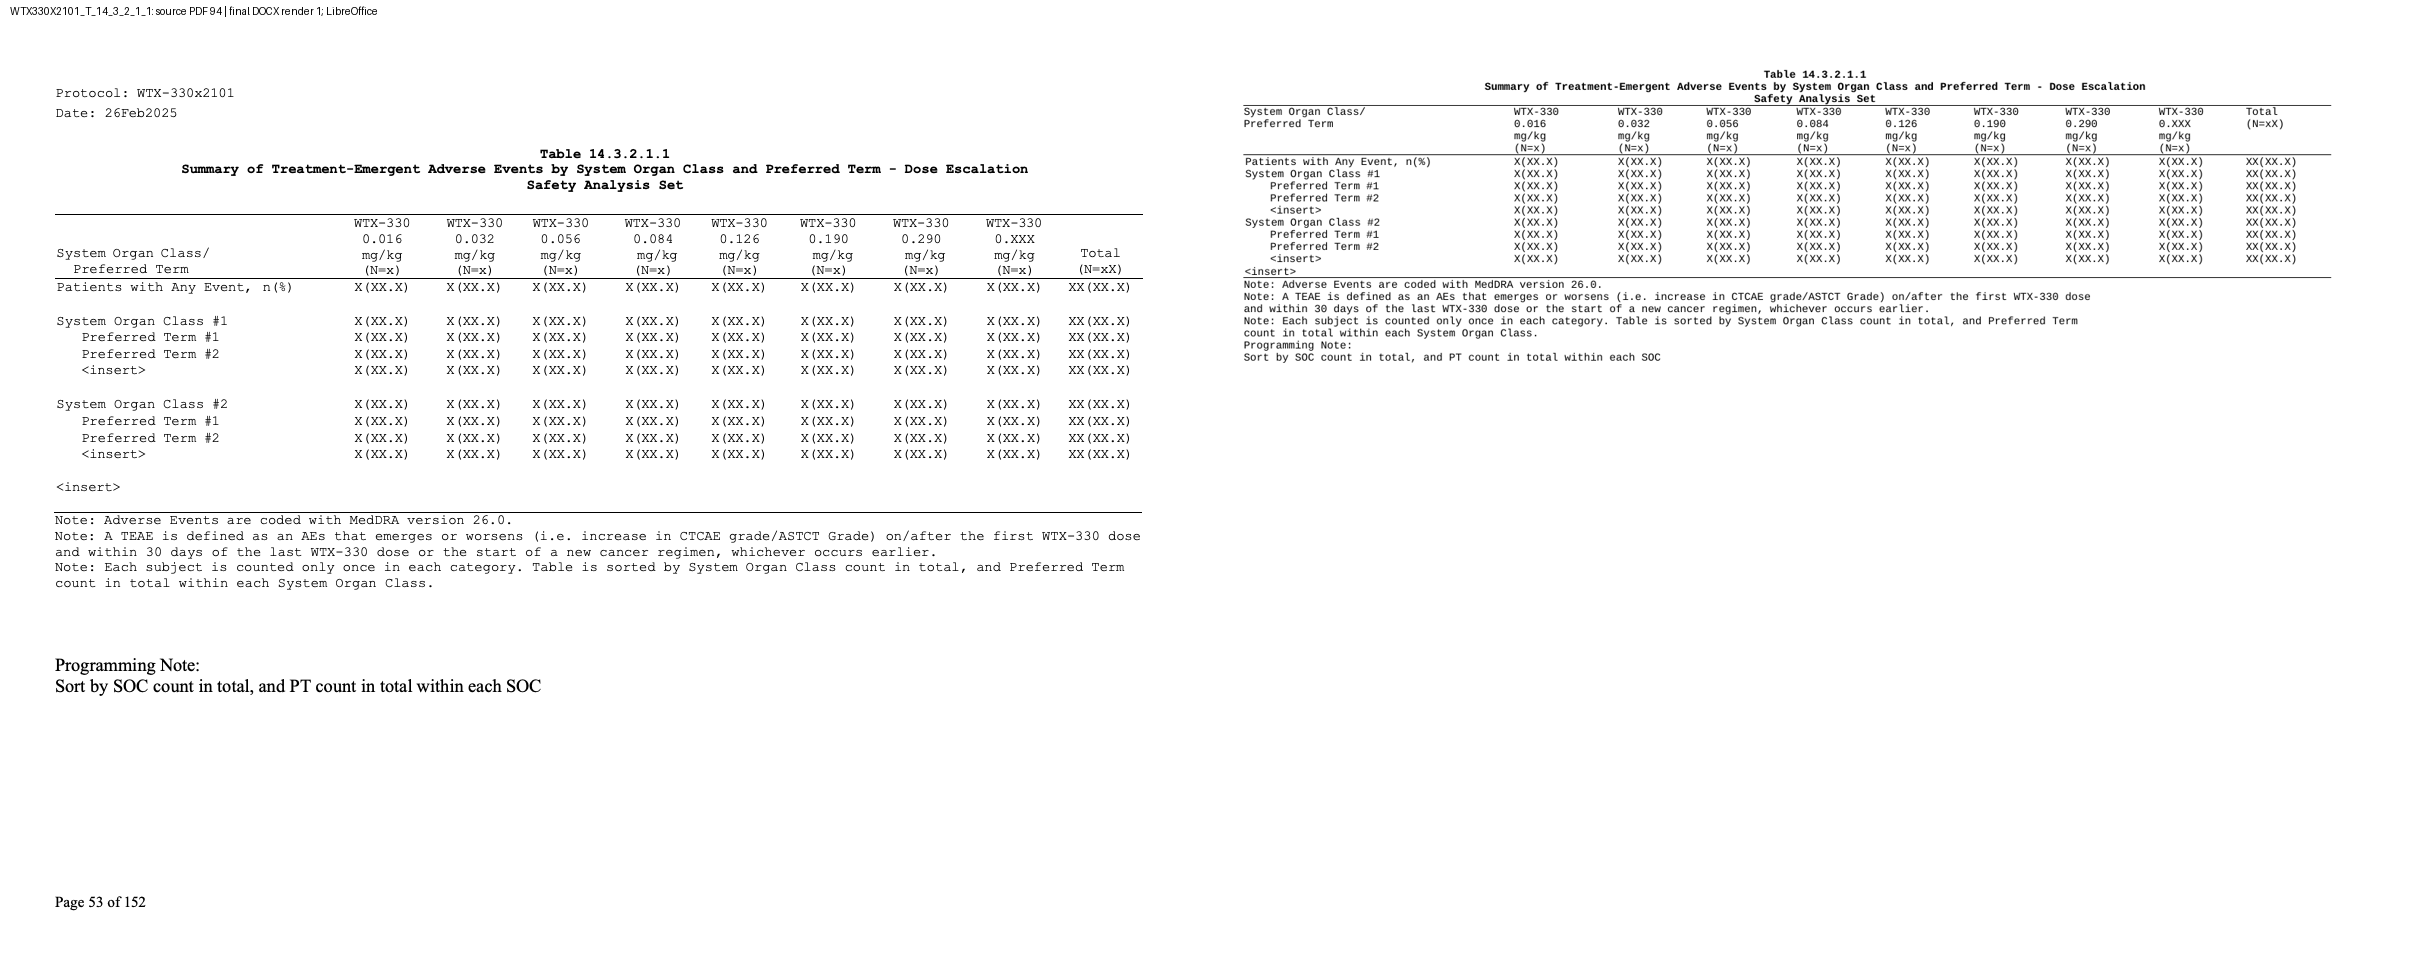 WTX330X2101_T_14_3_2_1_1: source PDF 94 | final DOCX render 1; LibreOffice
Protocol: WTX-330x2101
Date: 26Feb2025
Table 14.3.2.1.1
Summary of Treatment-Emergent Adverse Events by System Organ Class and Preferred Term - Dose Escalation
Safety Analysis Set
WTX-330 WTX-330 WTX-330 WTX-330 WTX-330 WTX-330 WTX-330 WTX-330
0.016 0.032 0.056 0.084 0.126 0.190 0.290 0.XXX
System Organ Class/ mg/kg mg/kg mg/kg mg/kg mg/kg mg/kg mg/kg mg/kg Total
Preferred Term (N=x) (N=x) (N=x) (N=x) (N=x) (N=x) (N=x) (N=x) (N=xX)
Patients with Any Event, n(%) X(XX.X) X(XX.X) X(XX.X) X(XX.X) X(XX.X) X(XX.X) X(XX.X) X(XX.X) XX(XX.X)
System Organ Class #1 X(XX.X) X(XX.X) X(XX.X) X(XX.X) X(XX.X) X(XX.X) X(XX.X) X(XX.X) XX(XX.X)
Preferred Term #1 X(XX.X) X(XX.X) X(XX.X) X(XX.X) X(XX.X) X(XX.X) X(XX.X) X(XX.X) XX(XX.X)
Preferred Term #2 X(XX.X) X(XX.X) X(XX.X) X(XX.X) X(XX.X) X(XX.X) X(XX.X) X(XX.X) XX(XX.X)
<insert> X(XX.X) X(XX.X) X(XX.X) X(XX.X) X(XX.X) X(XX.X) X(XX.X) X(XX.X) XX(XX.X)
System Organ Class #2 X(XX.X) X(XX.X) X(XX.X) X(XX.X) X(XX.X) X(XX.X) X(XX.X) X(XX.X) XX(XX.X)
Preferred Term #1 X(XX.X) X(XX.X) X(XX.X) X(XX.X) X(XX.X) X(XX.X) X(XX.X) X(XX.X) XX(XX.X)
Preferred Term #2 X(XX.X) X(XX.X) X(XX.X) X(XX.X) X(XX.X) X(XX.X) X(XX.X) X(XX.X) XX(XX.X)
<insert> X(XX.X) X(XX.X) X(XX.X) X(XX.X) X(XX.X) X(XX.X) X(XX.X) X(XX.X) XX(XX.X)
<insert>
Note: Adverse Events are coded with MedDRA version 26.0.
Note: A TEAE is defined as an AEs that emerges or worsens (i.e. increase in CTCAE grade/ASTCT Grade) on/after the first WTX-330 dose
and within 30 days of the last WTX-330 dose or the start of a new cancer regimen, whichever occurs earlier.
Note: Each subject is counted only once in each category. Table is sorted by System Organ Class count in total, and Preferred Term
count in total within each System Organ Class.
Programming Note:
Sort by SOC count in total, and PT count in total within each SOC
Page 53 of 152
Table 14.3.2.1.1
Summary of Treatment-Emergent Adverse Events by System Organ Class and Preferred Term - Dose Escalation
Safety Analysis Set
System Organ Class/ WTX-330 WTX-330 WTX-330 WTX-330 WTX-330 WTX-330 WTX-330 WTX-330 Total
Preferred Term 0.016 0.032 0.056 0.084 0.126 0.190 0.290 0.XXX (N=xX)
mg/kg mg/kg mg/kg mg/kg mg/kg mg/kg mg/kg mg/kg
(N=x) (N=x) (N=x) (N=x) (N=x) (N=x) (N=x) (N=x)
Patients with Any Event, n(%) X(XX.X) X(XX.X) X(XX.X) X(XX.X) X(XX.X) X(XX.X) X(XX.X) X(XX.X) XX(XX.X)
System Organ Class #1 X(XX.X) X(XX.X) X(XX.X) X(XX.X) X(XX.X) X(XX.X) X(XX.X) X(XX.X) XX(XX.X)
Preferred Term #1 X(XX.X) X(XX.X) X(XX.X) X(XX.X) X(XX.X) X(XX.X) X(XX.X) X(XX.X) XX(XX.X)
Preferred Term #2 X(XX.X) X(XX.X) X(XX.X) X(XX.X) X(XX.X) X(XX.X) X(XX.X) X(XX.X) XX(XX.X)
<insert> X(XX.X) X(XX.X) X(XX.X) X(XX.X) X(XX.X) X(XX.X) X(XX.X) X(XX.X) XX(XX.X)
System Organ Class #2 X(XX.X) X(XX.X) X(XX.X) X(XX.X) X(XX.X) X(XX.X) X(XX.X) X(XX.X) XX(XX.X)
Preferred Term #1 X(XX.X) X(XX.X) X(XX.X) X(XX.X) X(XX.X) X(XX.X) X(XX.X) X(XX.X) XX(XX.X)
Preferred Term #2 X(XX.X) X(XX.X) X(XX.X) X(XX.X) X(XX.X) X(XX.X) X(XX.X) X(XX.X) XX(XX.X)
<insert> X(XX.X) X(XX.X) X(XX.X) X(XX.X) X(XX.X) X(XX.X) X(XX.X) X(XX.X) XX(XX.X)
<insert>
Note: Adverse Events are coded with MedDRA version 26.0.
Note: A TEAE is defined as an AEs that emerges or worsens (i.e. increase in CTCAE grade/ASTCT Grade) on/after the first WTX-330 dose
and within 30 days of the last WTX-330 dose or the start of a new cancer regimen, whichever occurs earlier.
Note: Each subject is counted only once in each category. Table is sorted by System Organ Class count in total, and Preferred Term
count in total within each System Organ Class.
Programming Note:
Sort by SOC count in total, and PT count in total within each SOC